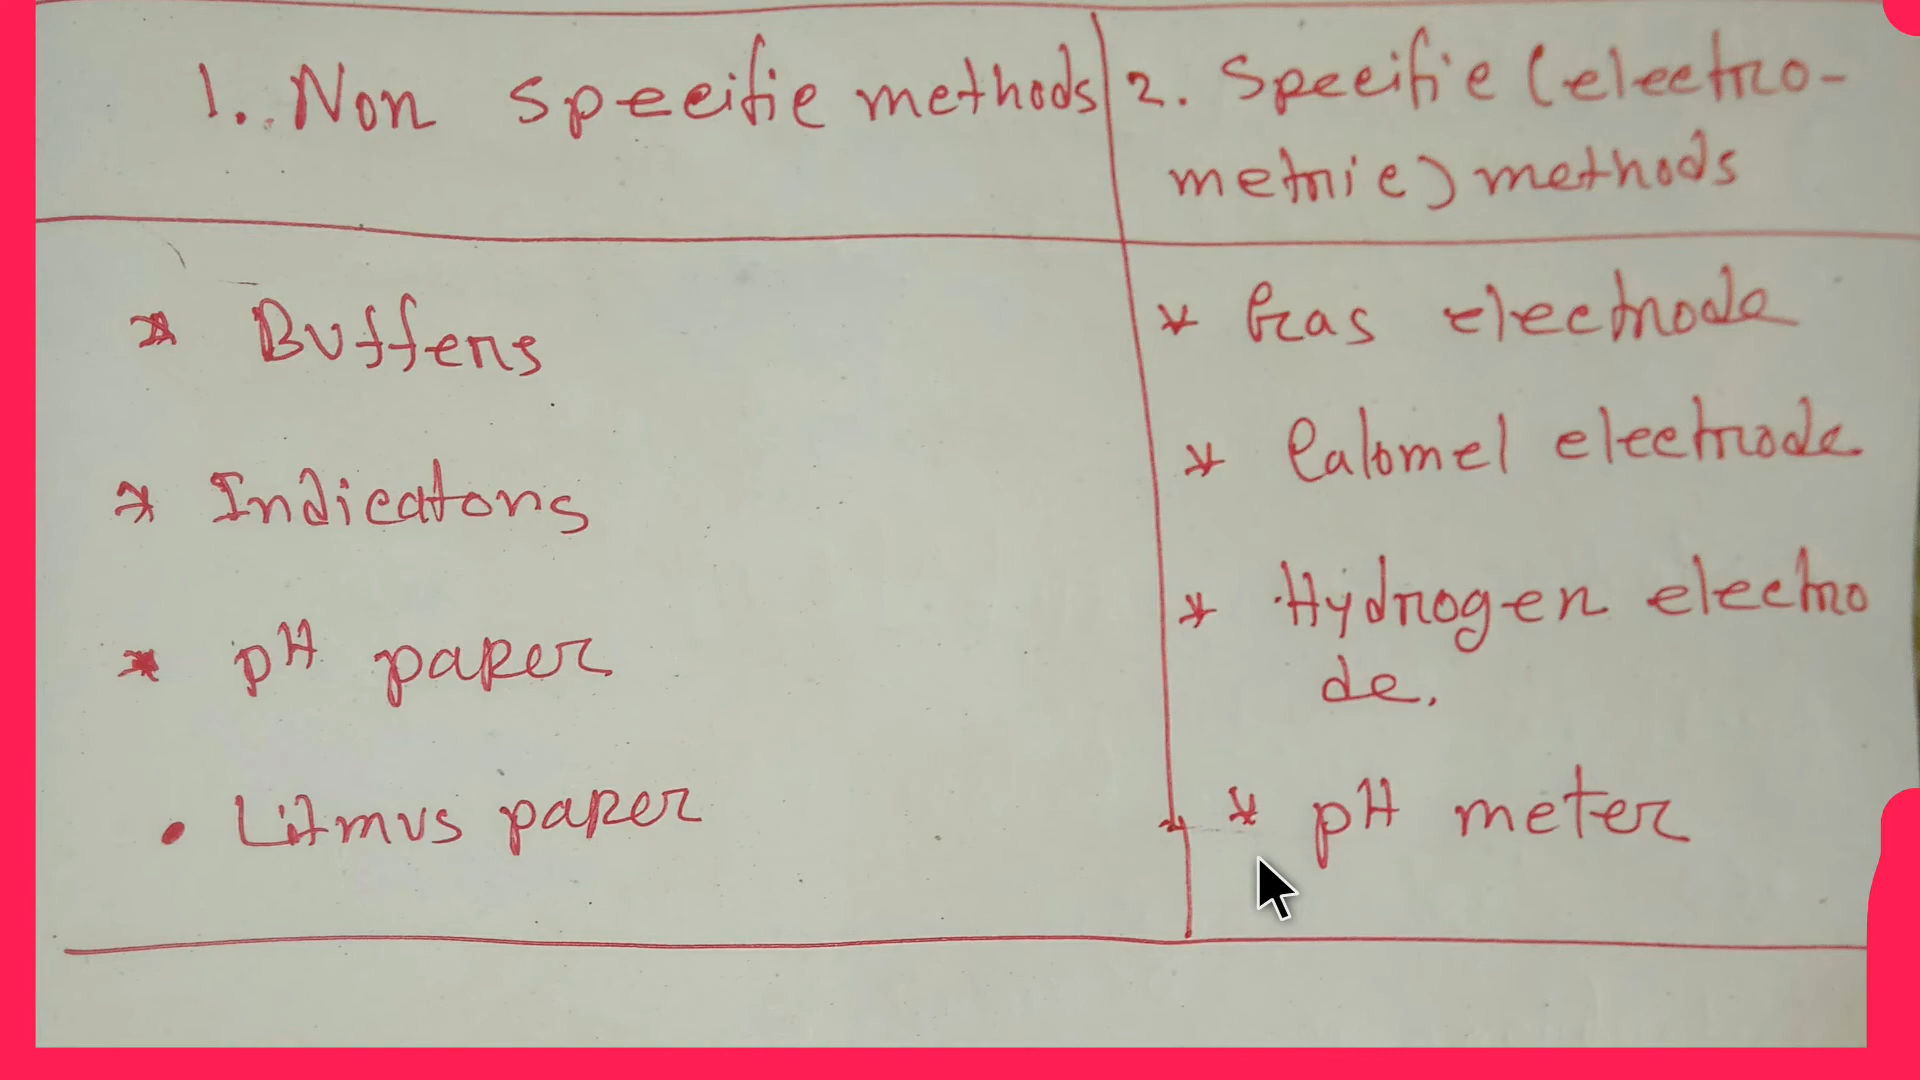 1. Non specific methods
2. Specific (electro-
metric) methods
* Buffers
* Indicators
* pH paper
• Litmus paper
* Gas electrode
* Calomel electrode
* Hydrogen electro
de.
* pH meter